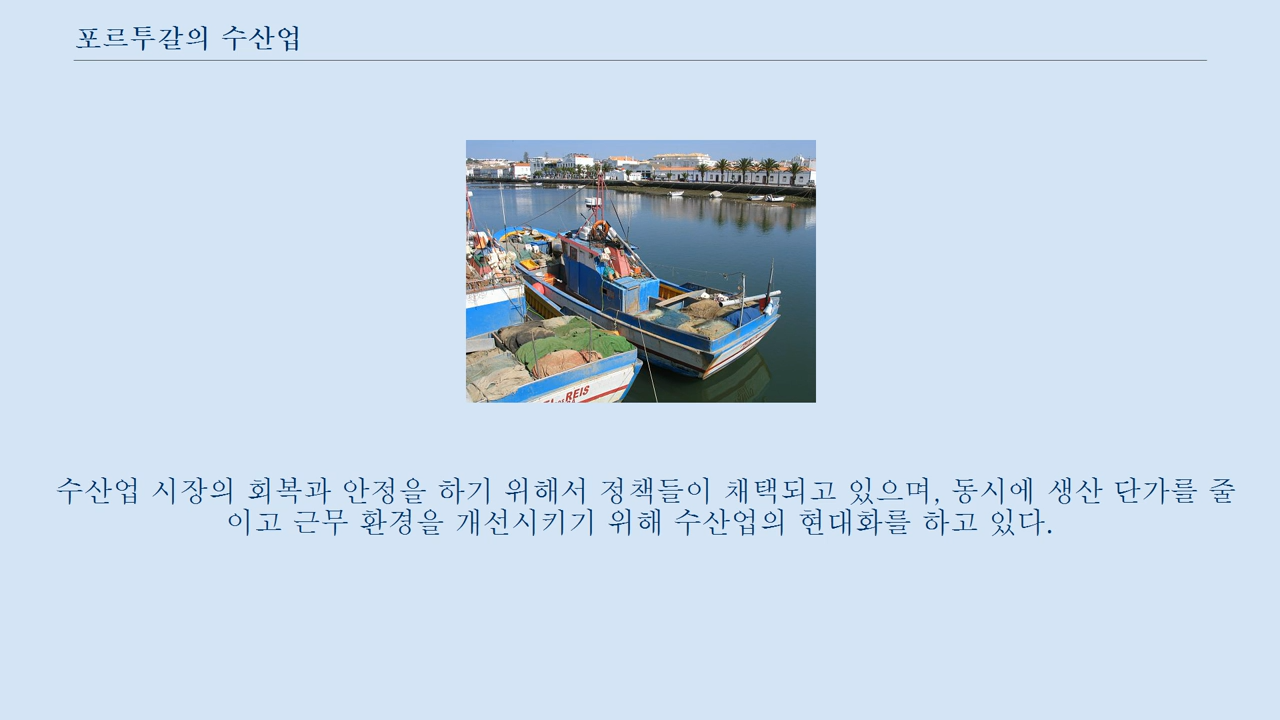 포르투갈의 수산업
REIS
수산업 시장의 회복과 안정을 하기 위해서 정책들이 채택되고 있으며, 동시에 생산 단가를 줄
이고 근무 환경을 개선시키기 위해 수산업의 현대화를 하고 있다.